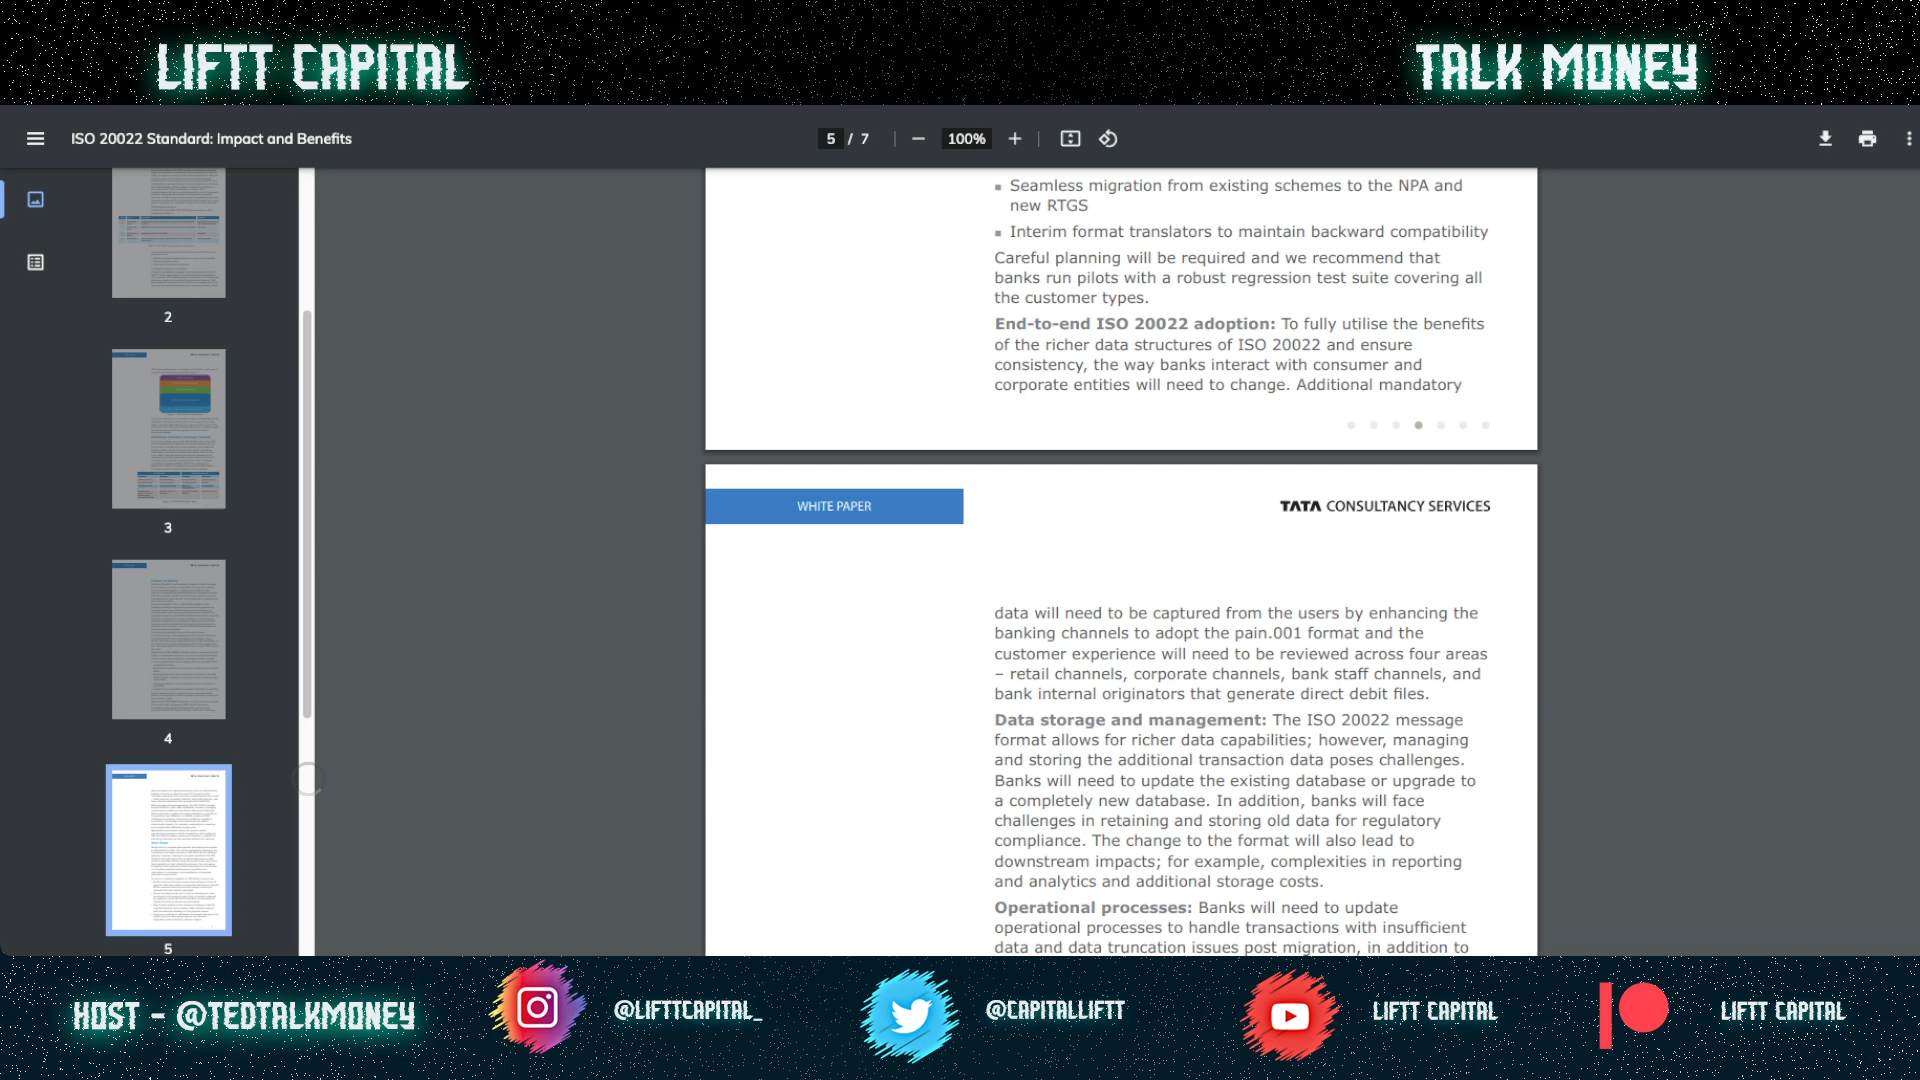 LIFTT CAPITAL
TALK MONEY
ISO 20022 Standard: Impact and Benefits
5 / 7
100%
2
3
4
5
▪ Seamless migration from existing schemes to the NPA and
new RTGS
▪ Interim format translators to maintain backward compatibility
Careful planning will be required and we recommend that
banks run pilots with a robust regression test suite covering all
the customer types.
End-to-end ISO 20022 adoption: To fully utilise the benefits
of the richer data structures of ISO 20022 and ensure
consistency, the way banks interact with consumer and
corporate entities will need to change. Additional mandatory
WHITE PAPER
TATA CONSULTANCY SERVICES
data will need to be captured from the users by enhancing the
banking channels to adopt the pain.001 format and the
customer experience will need to be reviewed across four areas
– retail channels, corporate channels, bank staff channels, and
bank internal originators that generate direct debit files.
Data storage and management: The ISO 20022 message
format allows for richer data capabilities; however, managing
and storing the additional transaction data poses challenges.
Banks will need to update the existing database or upgrade to
a completely new database. In addition, banks will face
challenges in retaining and storing old data for regulatory
compliance. The change to the format will also lead to
downstream impacts; for example, complexities in reporting
and analytics and additional storage costs.
Operational processes: Banks will need to update
operational processes to handle transactions with insufficient
data and data truncation issues post migration, in addition to
HOST - @TEDTALKMONEY
@LIFTTCAPITAL_
@CAPITALLIFTT
LIFTT CAPITAL
LIFTT CAPITAL